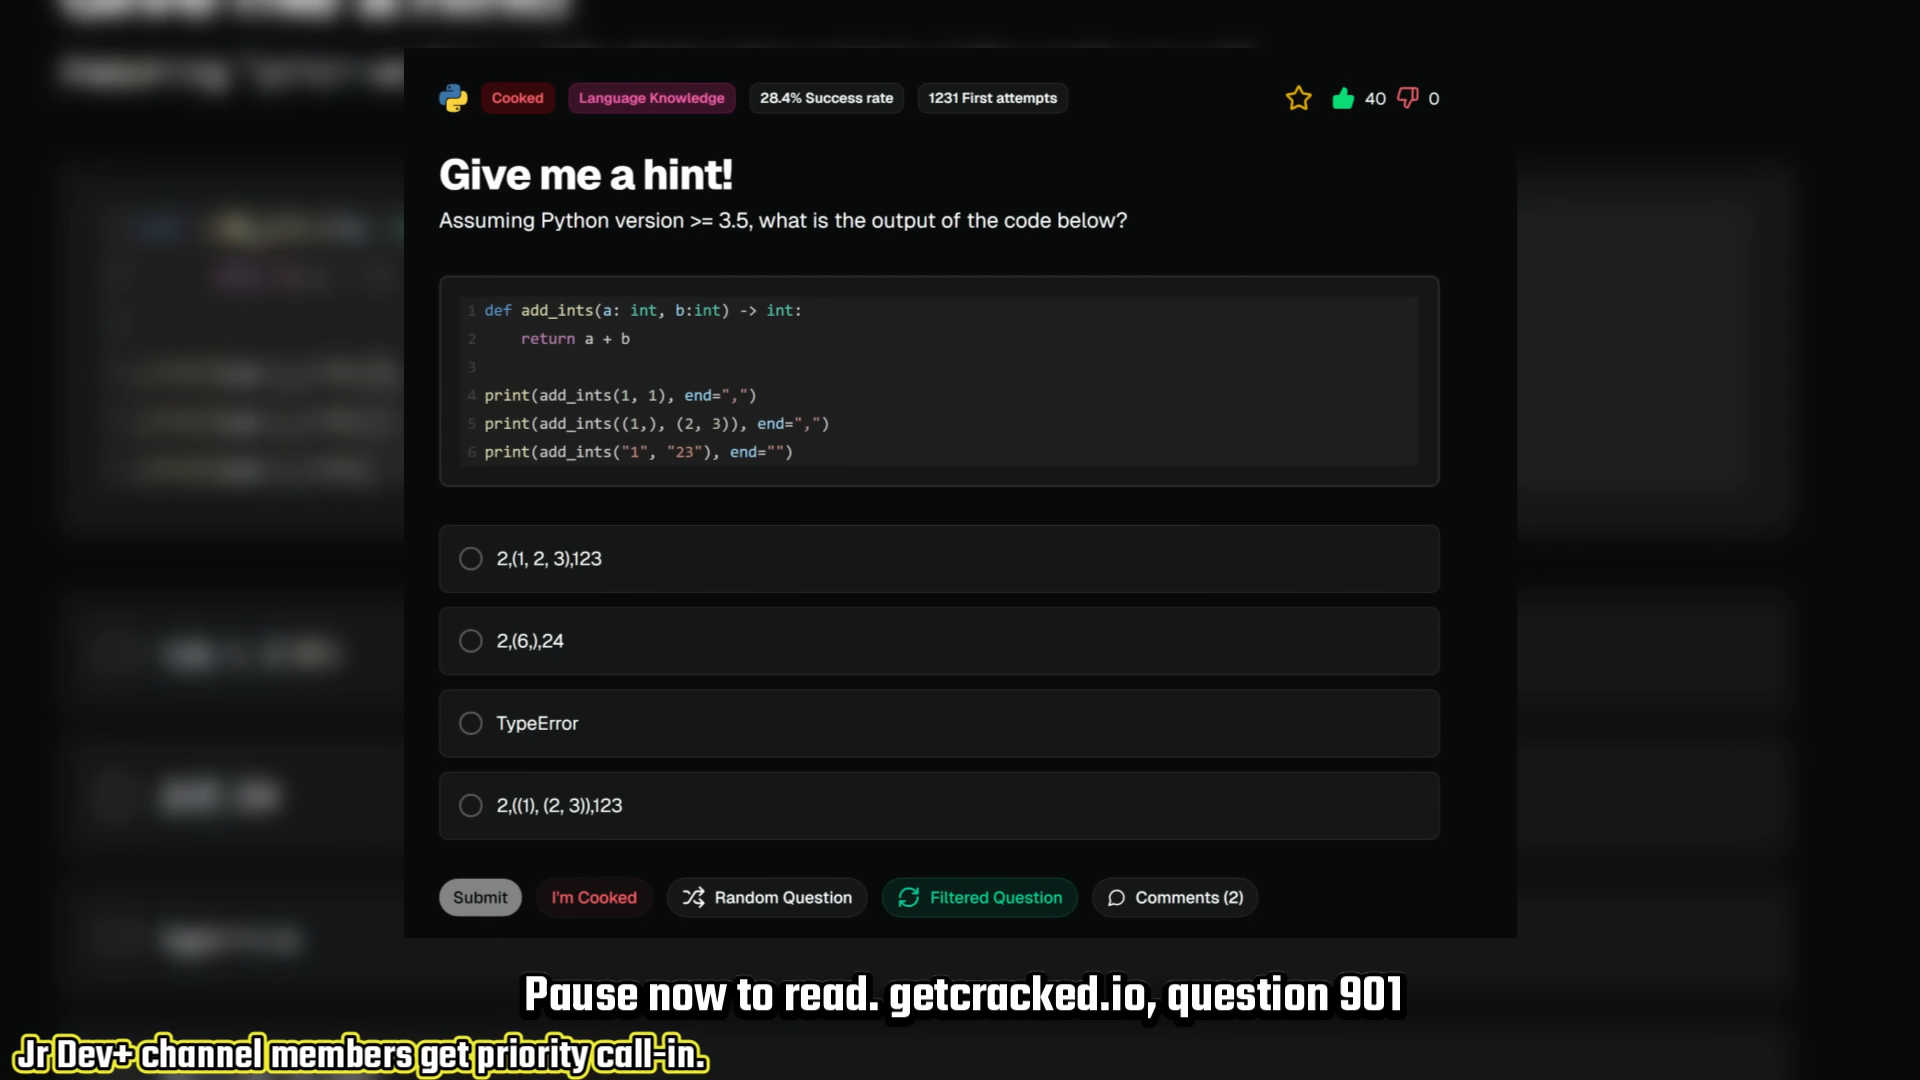 Cooked Language Knowledge 28.4% Success rate 1231 First attempts 40 0
Give me a hint!
Assuming Python version >= 3.5, what is the output of the code below?
1 def add_ints(a: int, b:int) -> int:
2     return a + b
3
4 print(add_ints(1, 1), end=",")
5 print(add_ints((1,), (2, 3)), end=",")
6 print(add_ints("1", "23"), end="")
2,(1, 2, 3),123
2,(6,),24
TypeError
2,((1), (2, 3)),123
Submit I'm Cooked Random Question Filtered Question Comments (2)
Pause now to read. getcracked.io, question 901
Jr Dev+ channel members get priority call-in.